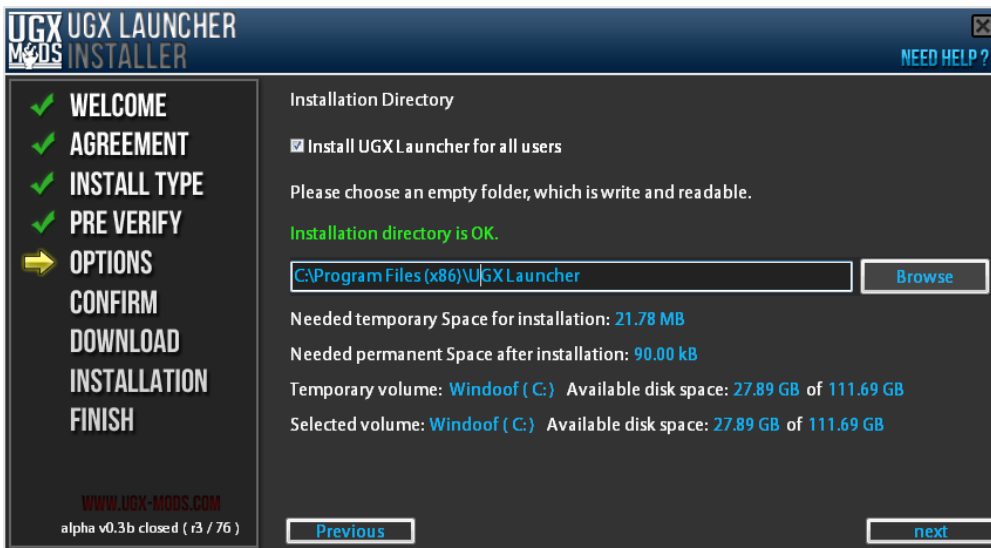 UGX MODS
UGX LAUNCHER
INSTALLER
NEED HELP ?
WELCOME
AGREEMENT
INSTALL TYPE
PRE VERIFY
OPTIONS
CONFIRM
DOWNLOAD
INSTALLATION
FINISH
WWW.UGX-MODS.COM
alpha v0.3b closed ( r3 / 76 )
Installation Directory
Install UGX Launcher for all users
Please choose an empty folder, which is write and readable.
Installation directory is OK.
C:\Program Files (x86)\UGX Launcher
Browse
Needed temporary Space for installation: 21.78 MB
Needed permanent Space after installation: 90.00 kB
Temporary volume: Windoof ( C:) Available disk space: 27.89 GB of 111.69 GB
Selected volume: Windoof ( C:) Available disk space: 27.89 GB of 111.69 GB
Previous
next